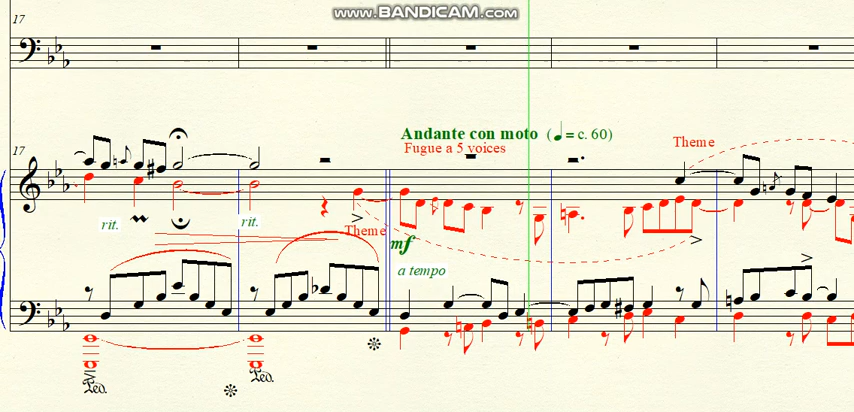 www.BANDICAM.com
17
17
Andante con moto (♩ = c. 60)
Fugue a 5 voices
Theme
rit.
rit.
Theme
mf
a tempo
Ped.
Ped.